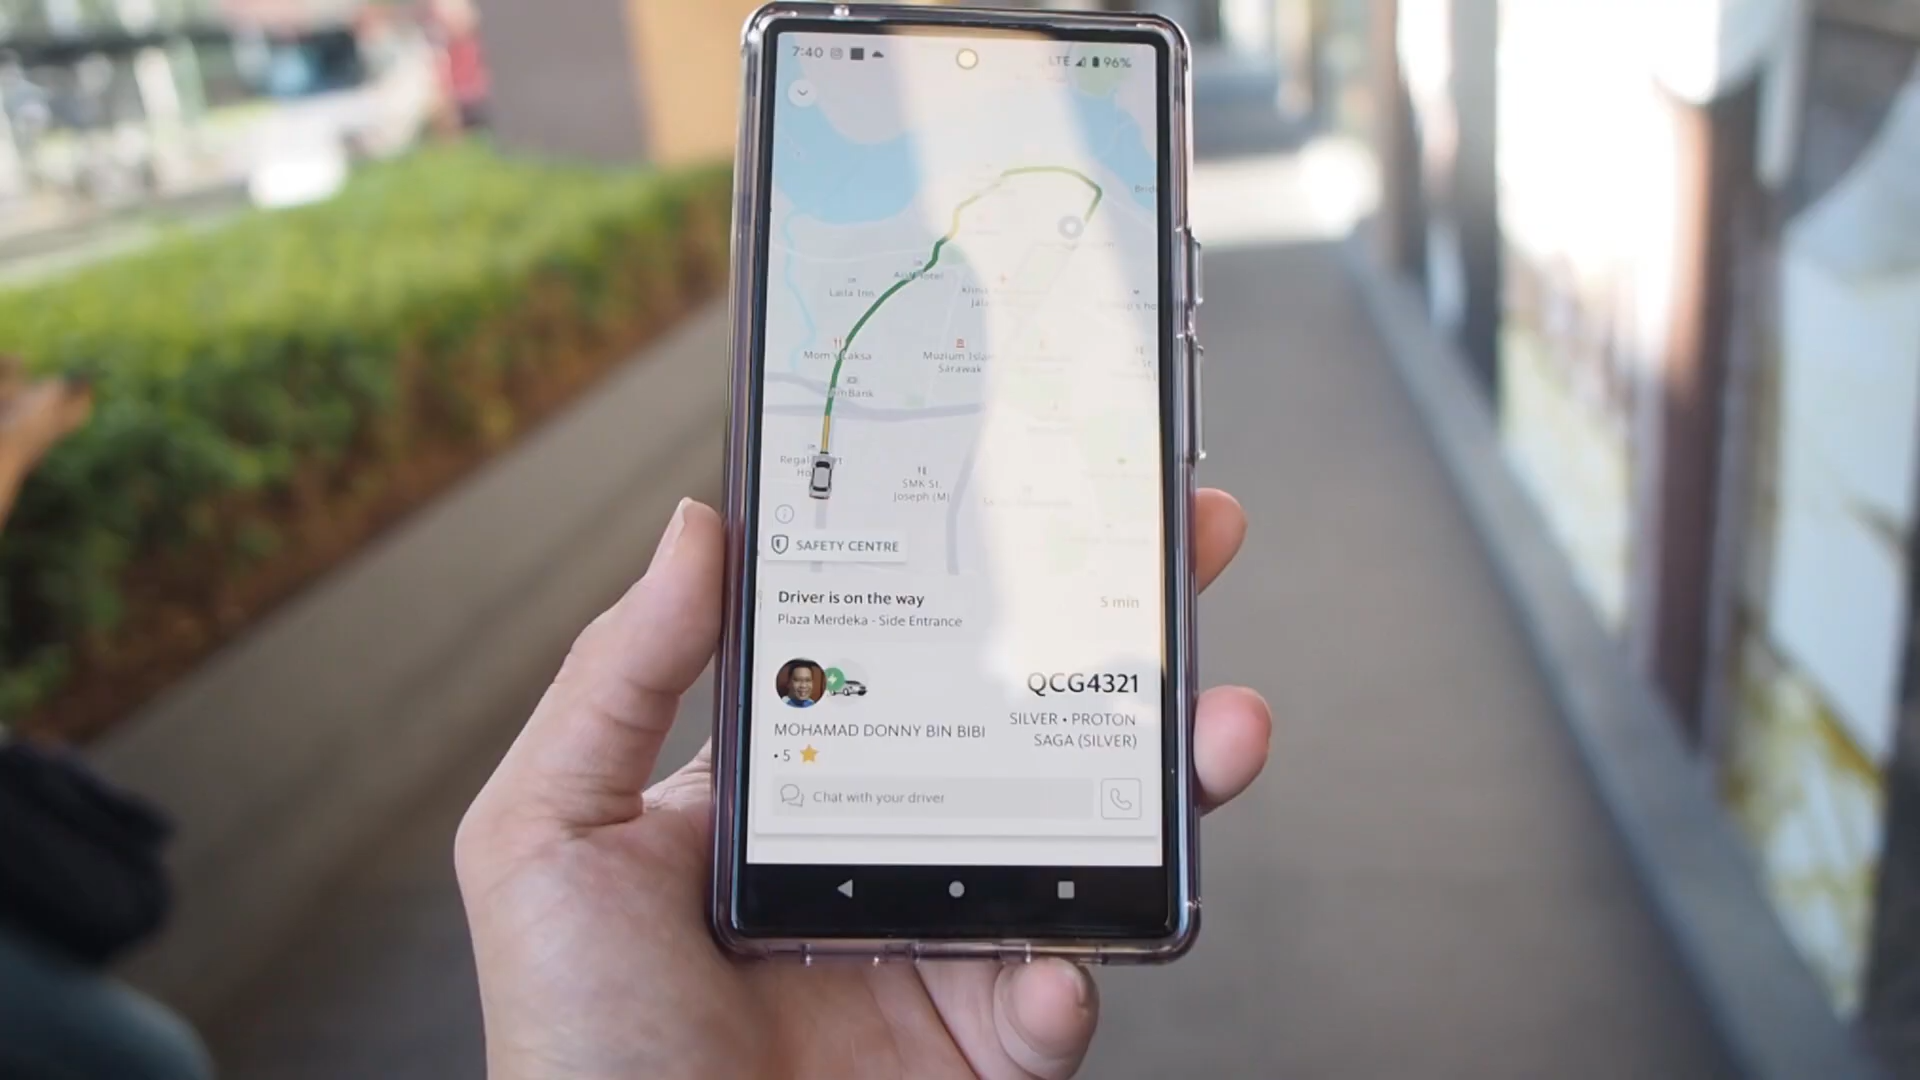 7:40
LTE 96%
Laila Inn
Mom's Laksa
Muzium Isla
Sarawak
SMK St.
Joseph (M)
SAFETY CENTRE
Driver is on the way
5 min
Plaza Merdeka - Side Entrance
QCG4321
MOHAMAD DONNY BIN BIBI
SILVER • PROTON
SAGA (SILVER)
• 5
Chat with your driver